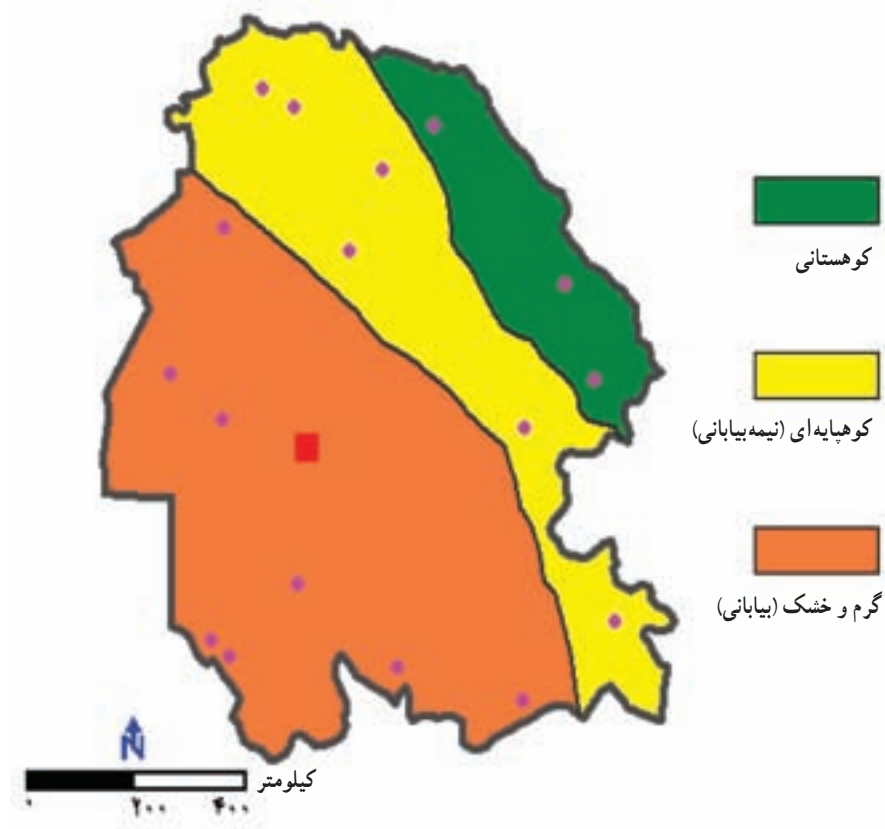 کوهستانی
کوهپایه‌ای (نیمه‌بیابانی)
گرم و خشک (بیابانی)
N
کیلومتر
۰ ۲۰۰ ۴۰۰